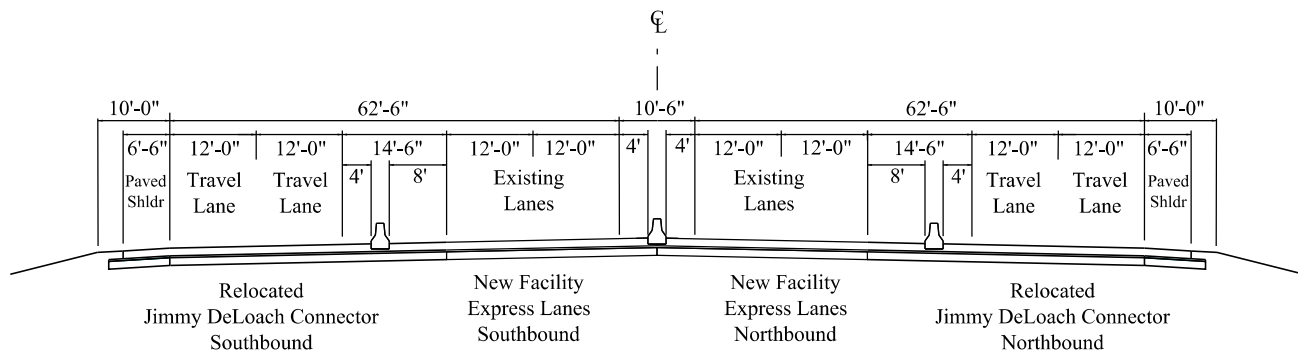 ℄
10'-0" 62'-6" 10'-6" 62'-6" 10'-0"
6'-6" 12'-0" 12'-0" 14'-6" 12'-0" 12'-0" 4' 4' 12'-0" 12'-0" 14'-6" 12'-0" 12'-0" 6'-6"
4' 8' 8' 4'
Paved Travel Travel Existing Existing Travel Travel Paved
Shldr Lane Lane Lanes Lanes Lane Lane Shldr
Relocated New Facility New Facility Relocated
Jimmy DeLoach Connector Express Lanes Express Lanes Jimmy DeLoach Connector
Southbound Southbound Northbound Northbound